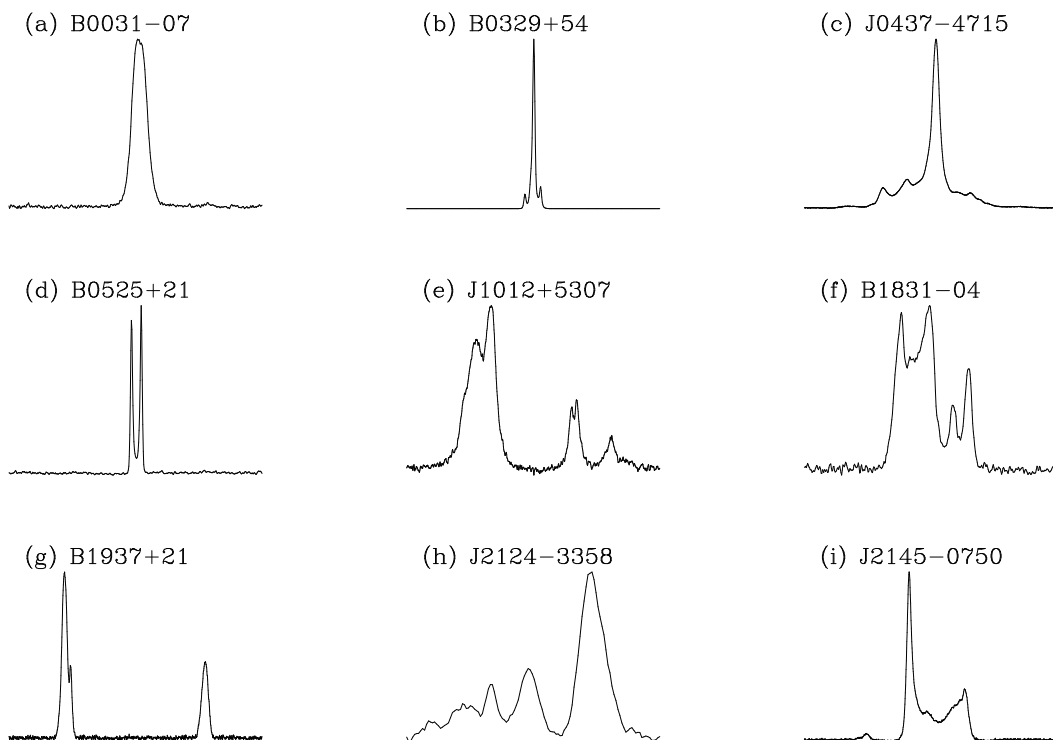 (a) B0031−07
(b) B0329+54
(c) J0437−4715
(d) B0525+21
(e) J1012+5307
(f) B1831−04
(g) B1937+21
(h) J2124−3358
(i) J2145−0750